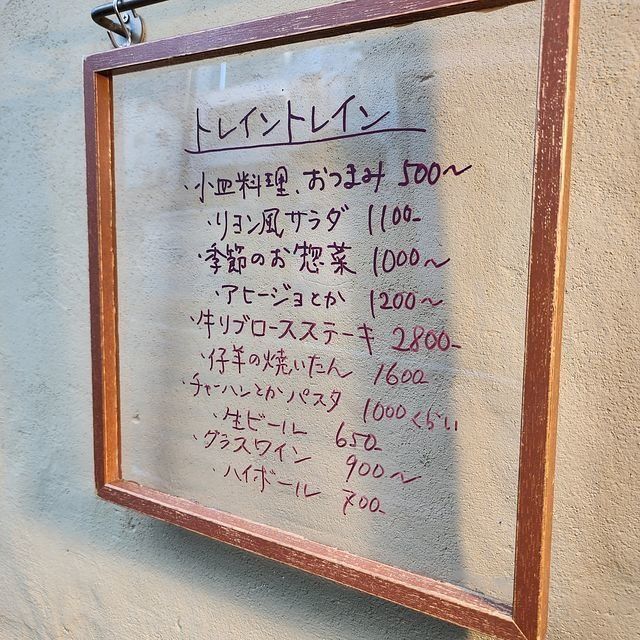 トレイントレイン
・小皿料理、おつまみ 500～
・リヨン風サラダ 1100-
・季節のお惣菜 1000～
・アヒージョとか 1200～
・牛リブロースステーキ 2800-
・仔羊の焼いたん 1600-
・チャーハンとかパスタ 1000くらい
・生ビール 650-
・グラスワイン 900～
・ハイボール 700-